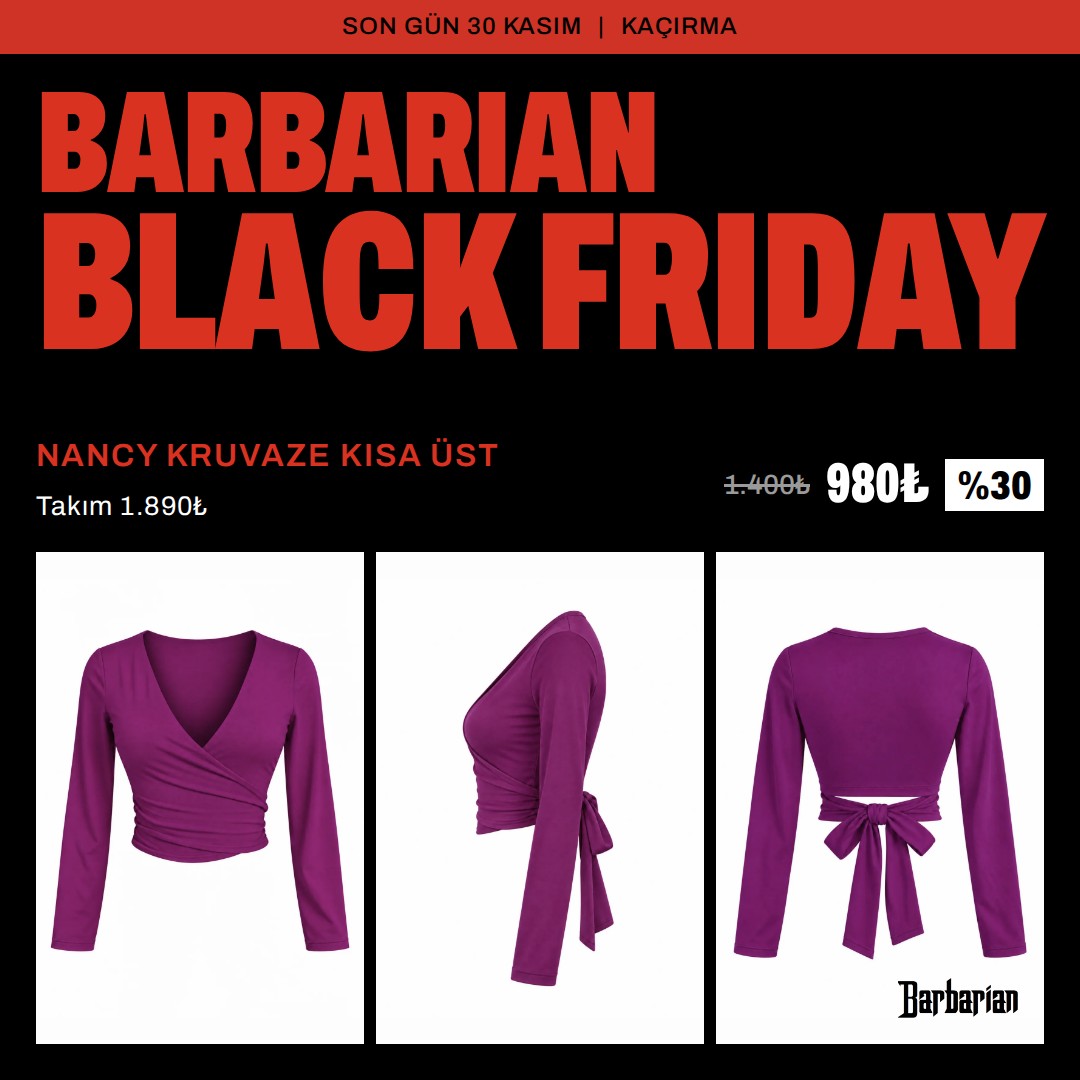 SON GÜN 30 KASIM | KAÇIRMA
BARBARIAN
BLACK FRIDAY
NANCY KRUVAZE KISA ÜST
Takım 1.890₺
1.400₺ 980₺ %30
Barbarian